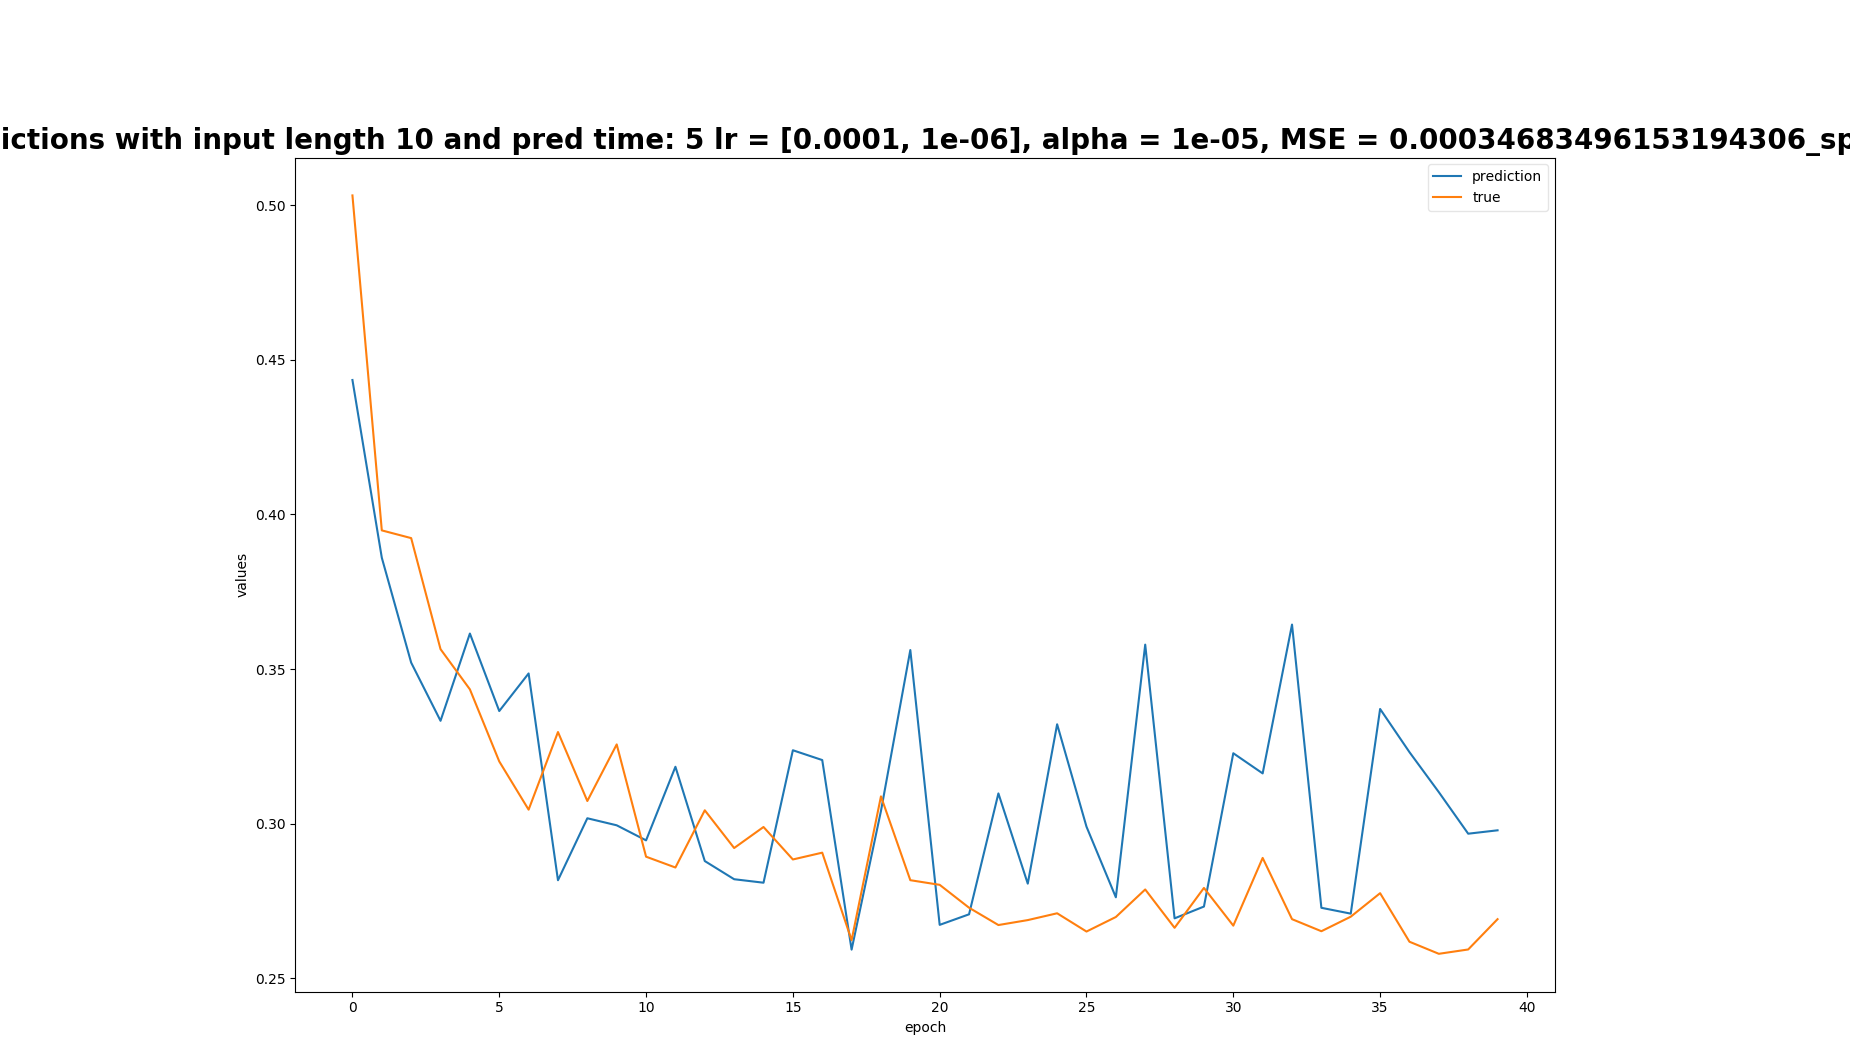 ictions with input length 10 and pred time: 5 lr = [0.0001, 1e-06], alpha = 1e-05, MSE = 0.00034683496153194306_sp
prediction
true
0.50
0.45
0.40
0.35
0.30
0.25
values
0 5 10 15 20 25 30 35 40
epoch